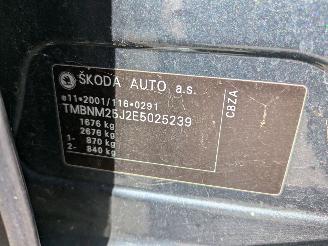 ŠKODA AUTO a.s.
e11*2001/116*0291
TMBNM25J2E5025239
1676 kg
2676 kg
1- 870 kg
2- 840 kg
CBZA